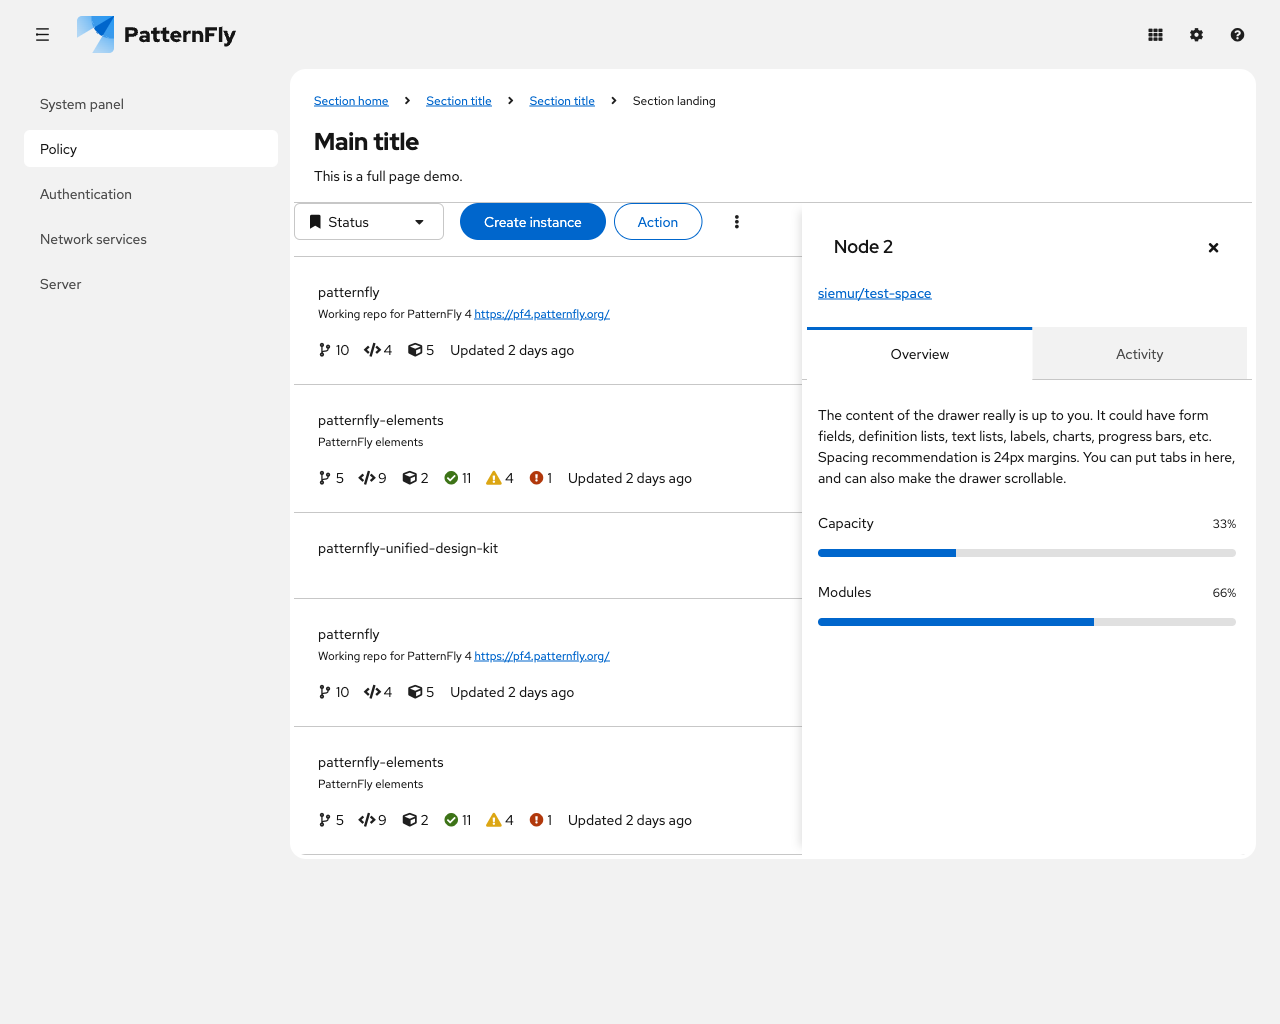 PatternFly
System panel
Policy
Authentication
Network services
Server
Section home
Section title
Section title
Section landing
Main title
This is a full page demo.
Status
Create instance
Action
patternfly
Working repo for PatternFly 4 https://pf4.patternfly.org/
10 4 5 Updated 2 days ago
patternfly-elements
PatternFly elements
5 9 2 11 4 1 Updated 2 days ago
patternfly-unified-design-kit
patternfly
Working repo for PatternFly 4 https://pf4.patternfly.org/
10 4 5 Updated 2 days ago
patternfly-elements
PatternFly elements
5 9 2 11 4 1 Updated 2 days ago
Node 2
siemur/test-space
Overview
Activity
The content of the drawer really is up to you. It could have form
fields, definition lists, text lists, labels, charts, progress bars, etc.
Spacing recommendation is 24px margins. You can put tabs in here,
and can also make the drawer scrollable.
Capacity
33%
Modules
66%